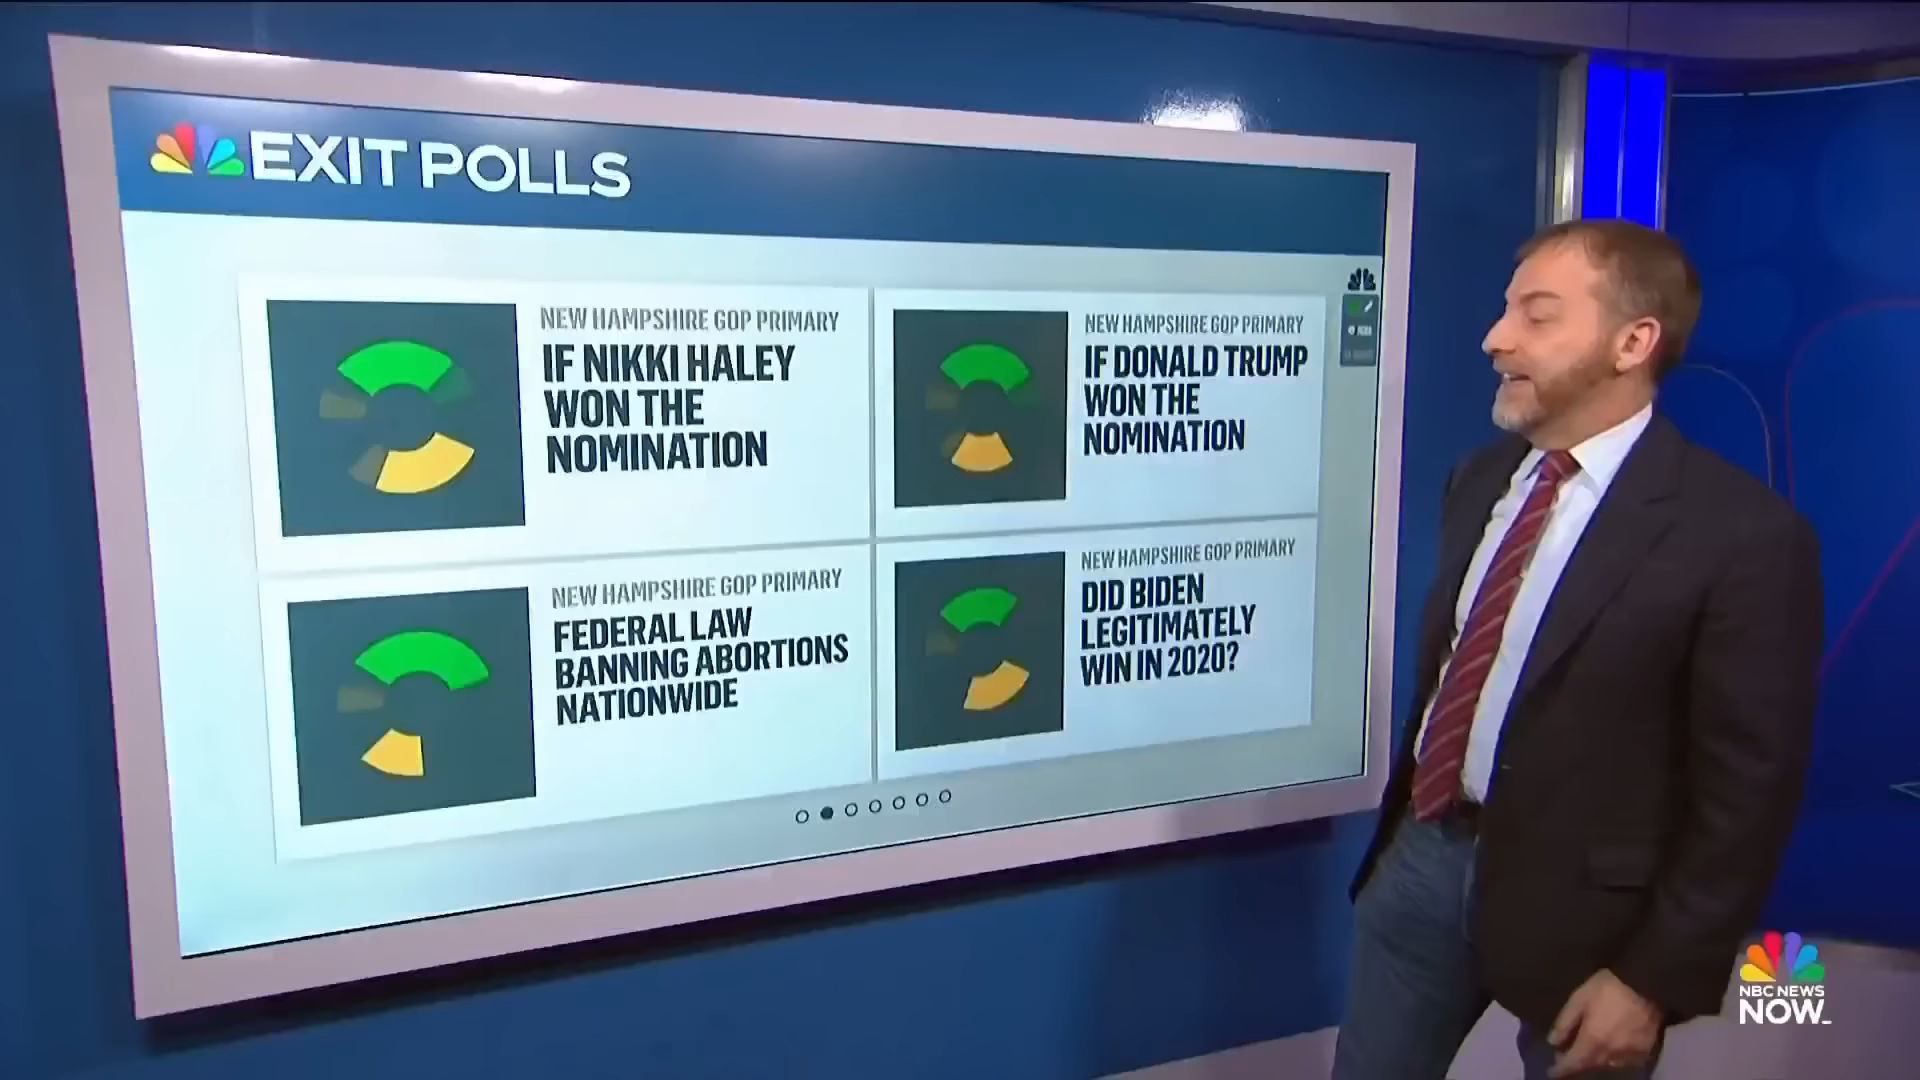 EXIT POLLS
NEW HAMPSHIRE GOP PRIMARY
IF NIKKI HALEY
WON THE
NOMINATION
NEW HAMPSHIRE GOP PRIMARY
IF DONALD TRUMP
WON THE
NOMINATION
NEW HAMPSHIRE GOP PRIMARY
FEDERAL LAW
BANNING ABORTIONS
NATIONWIDE
NEW HAMPSHIRE GOP PRIMARY
DID BIDEN
LEGITIMATELY
WIN IN 2020?
NBC NEWS
NOW